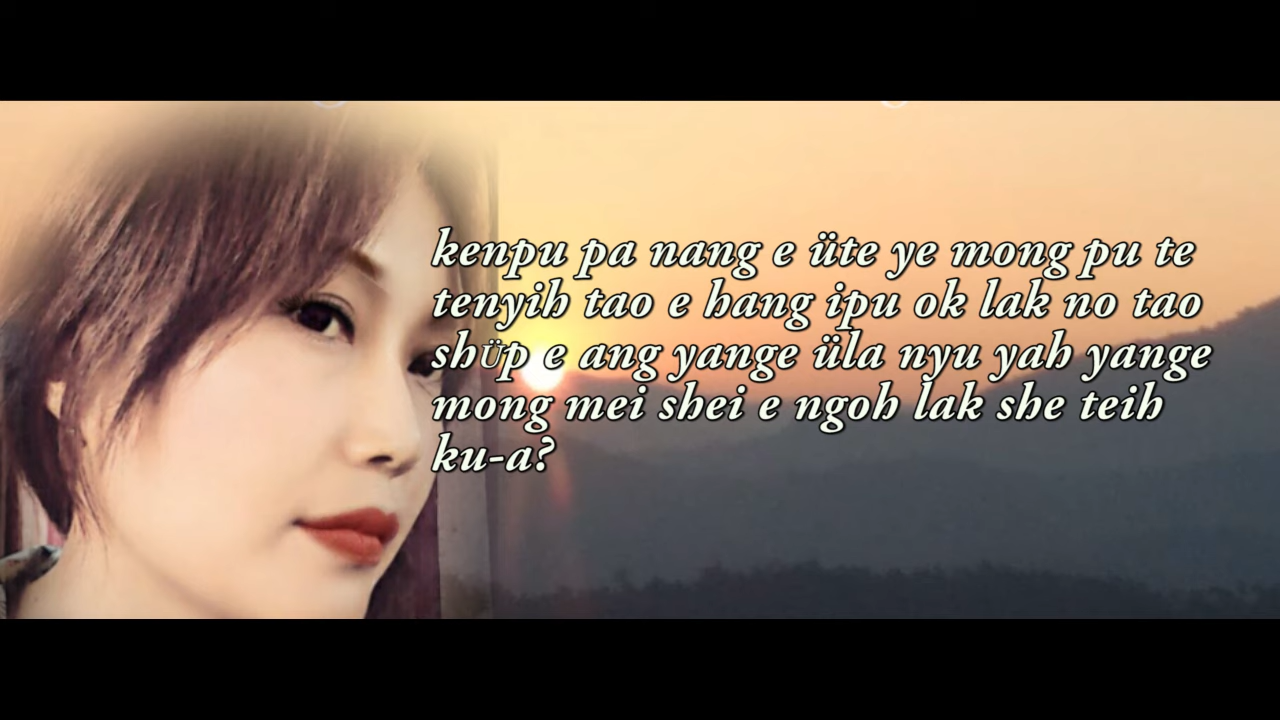 kenpu pa nang e üte ye mong pu te
tenyih tao e hang ipu ok lak no tao
shüp e ang yange üla nyu yah yange
mong mei shei e ngoh lak she teih
ku-a?